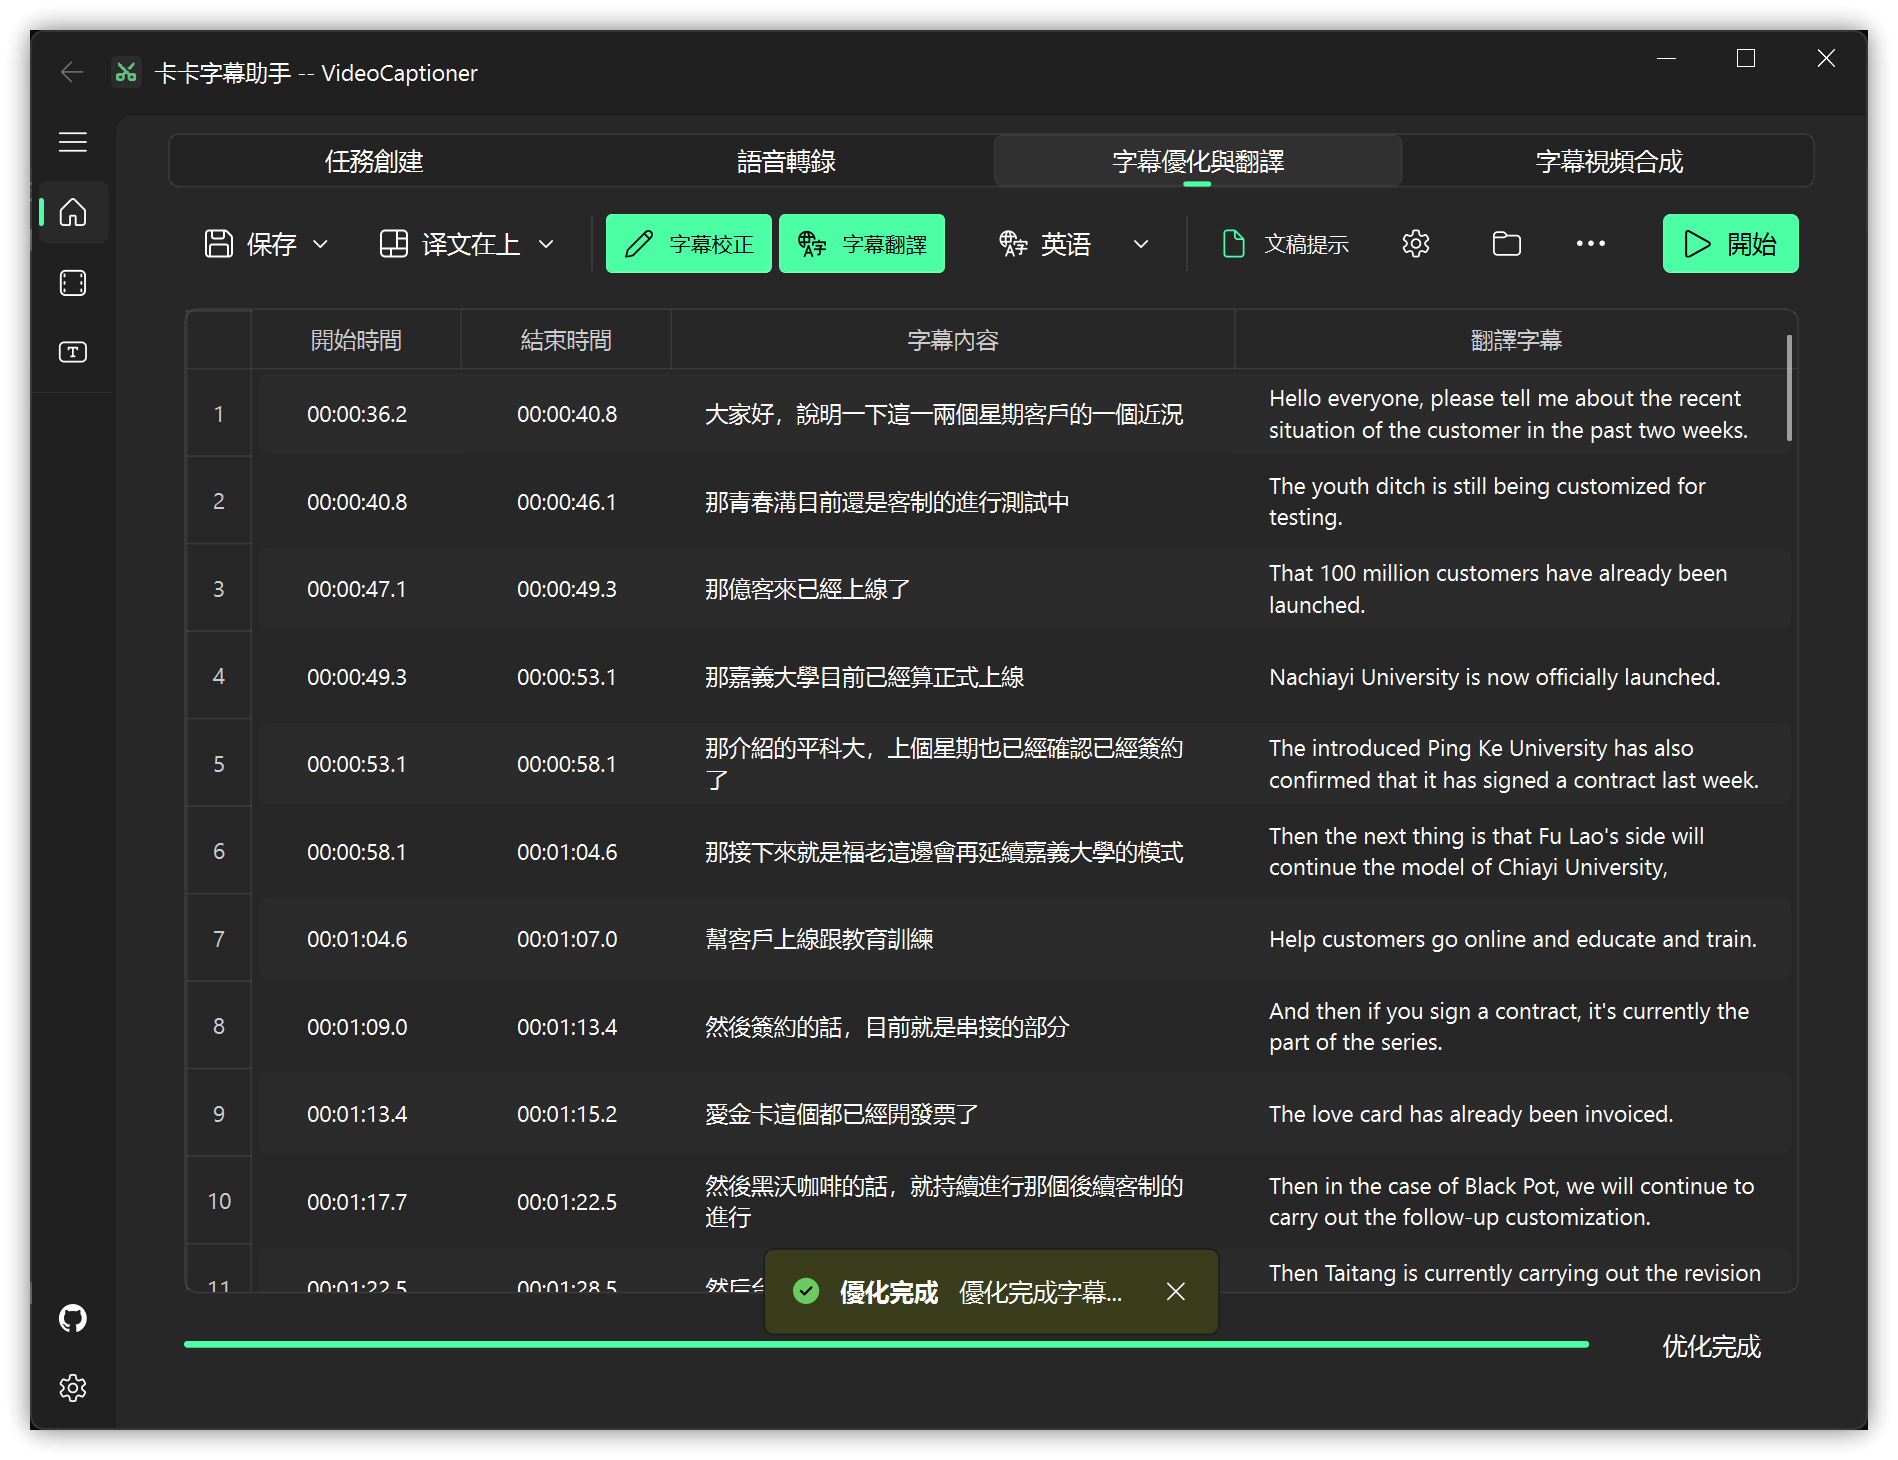 卡卡字幕助手 -- VideoCaptioner
任務創建
語音轉錄
字幕優化與翻譯
字幕視頻合成
保存
译文在上
字幕校正
字幕翻譯
英语
文稿提示
開始
開始時間
結束時間
字幕內容
翻譯字幕
1
00:00:36.2
00:00:40.8
大家好，說明一下這一兩個星期客戶的一個近況
Hello everyone, please tell me about the recent
situation of the customer in the past two weeks.
2
00:00:40.8
00:00:46.1
那青春溝目前還是客制的進行測試中
The youth ditch is still being customized for
testing.
3
00:00:47.1
00:00:49.3
那億客來已經上線了
That 100 million customers have already been
launched.
4
00:00:49.3
00:00:53.1
那嘉義大學目前已經算正式上線
Nachiayi University is now officially launched.
5
00:00:53.1
00:00:58.1
那介紹的平科大，上個星期也已經確認已經簽約
了
The introduced Ping Ke University has also
confirmed that it has signed a contract last week.
6
00:00:58.1
00:01:04.6
那接下來就是福老這邊會再延續嘉義大學的模式
Then the next thing is that Fu Lao's side will
continue the model of Chiayi University,
7
00:01:04.6
00:01:07.0
幫客戶上線跟教育訓練
Help customers go online and educate and train.
8
00:01:09.0
00:01:13.4
然後簽約的話，目前就是串接的部分
And then if you sign a contract, it's currently the
part of the series.
9
00:01:13.4
00:01:15.2
愛金卡這個都已經開發票了
The love card has already been invoiced.
10
00:01:17.7
00:01:22.5
然後黑沃咖啡的話，就持續進行那個後續客制的
進行
Then in the case of Black Pot, we will continue to
carry out the follow-up customization.
11
00:01:22.5
00:01:28.5
Then Taitang is currently carrying out the revision
優化完成 優化完成字幕...
优化完成